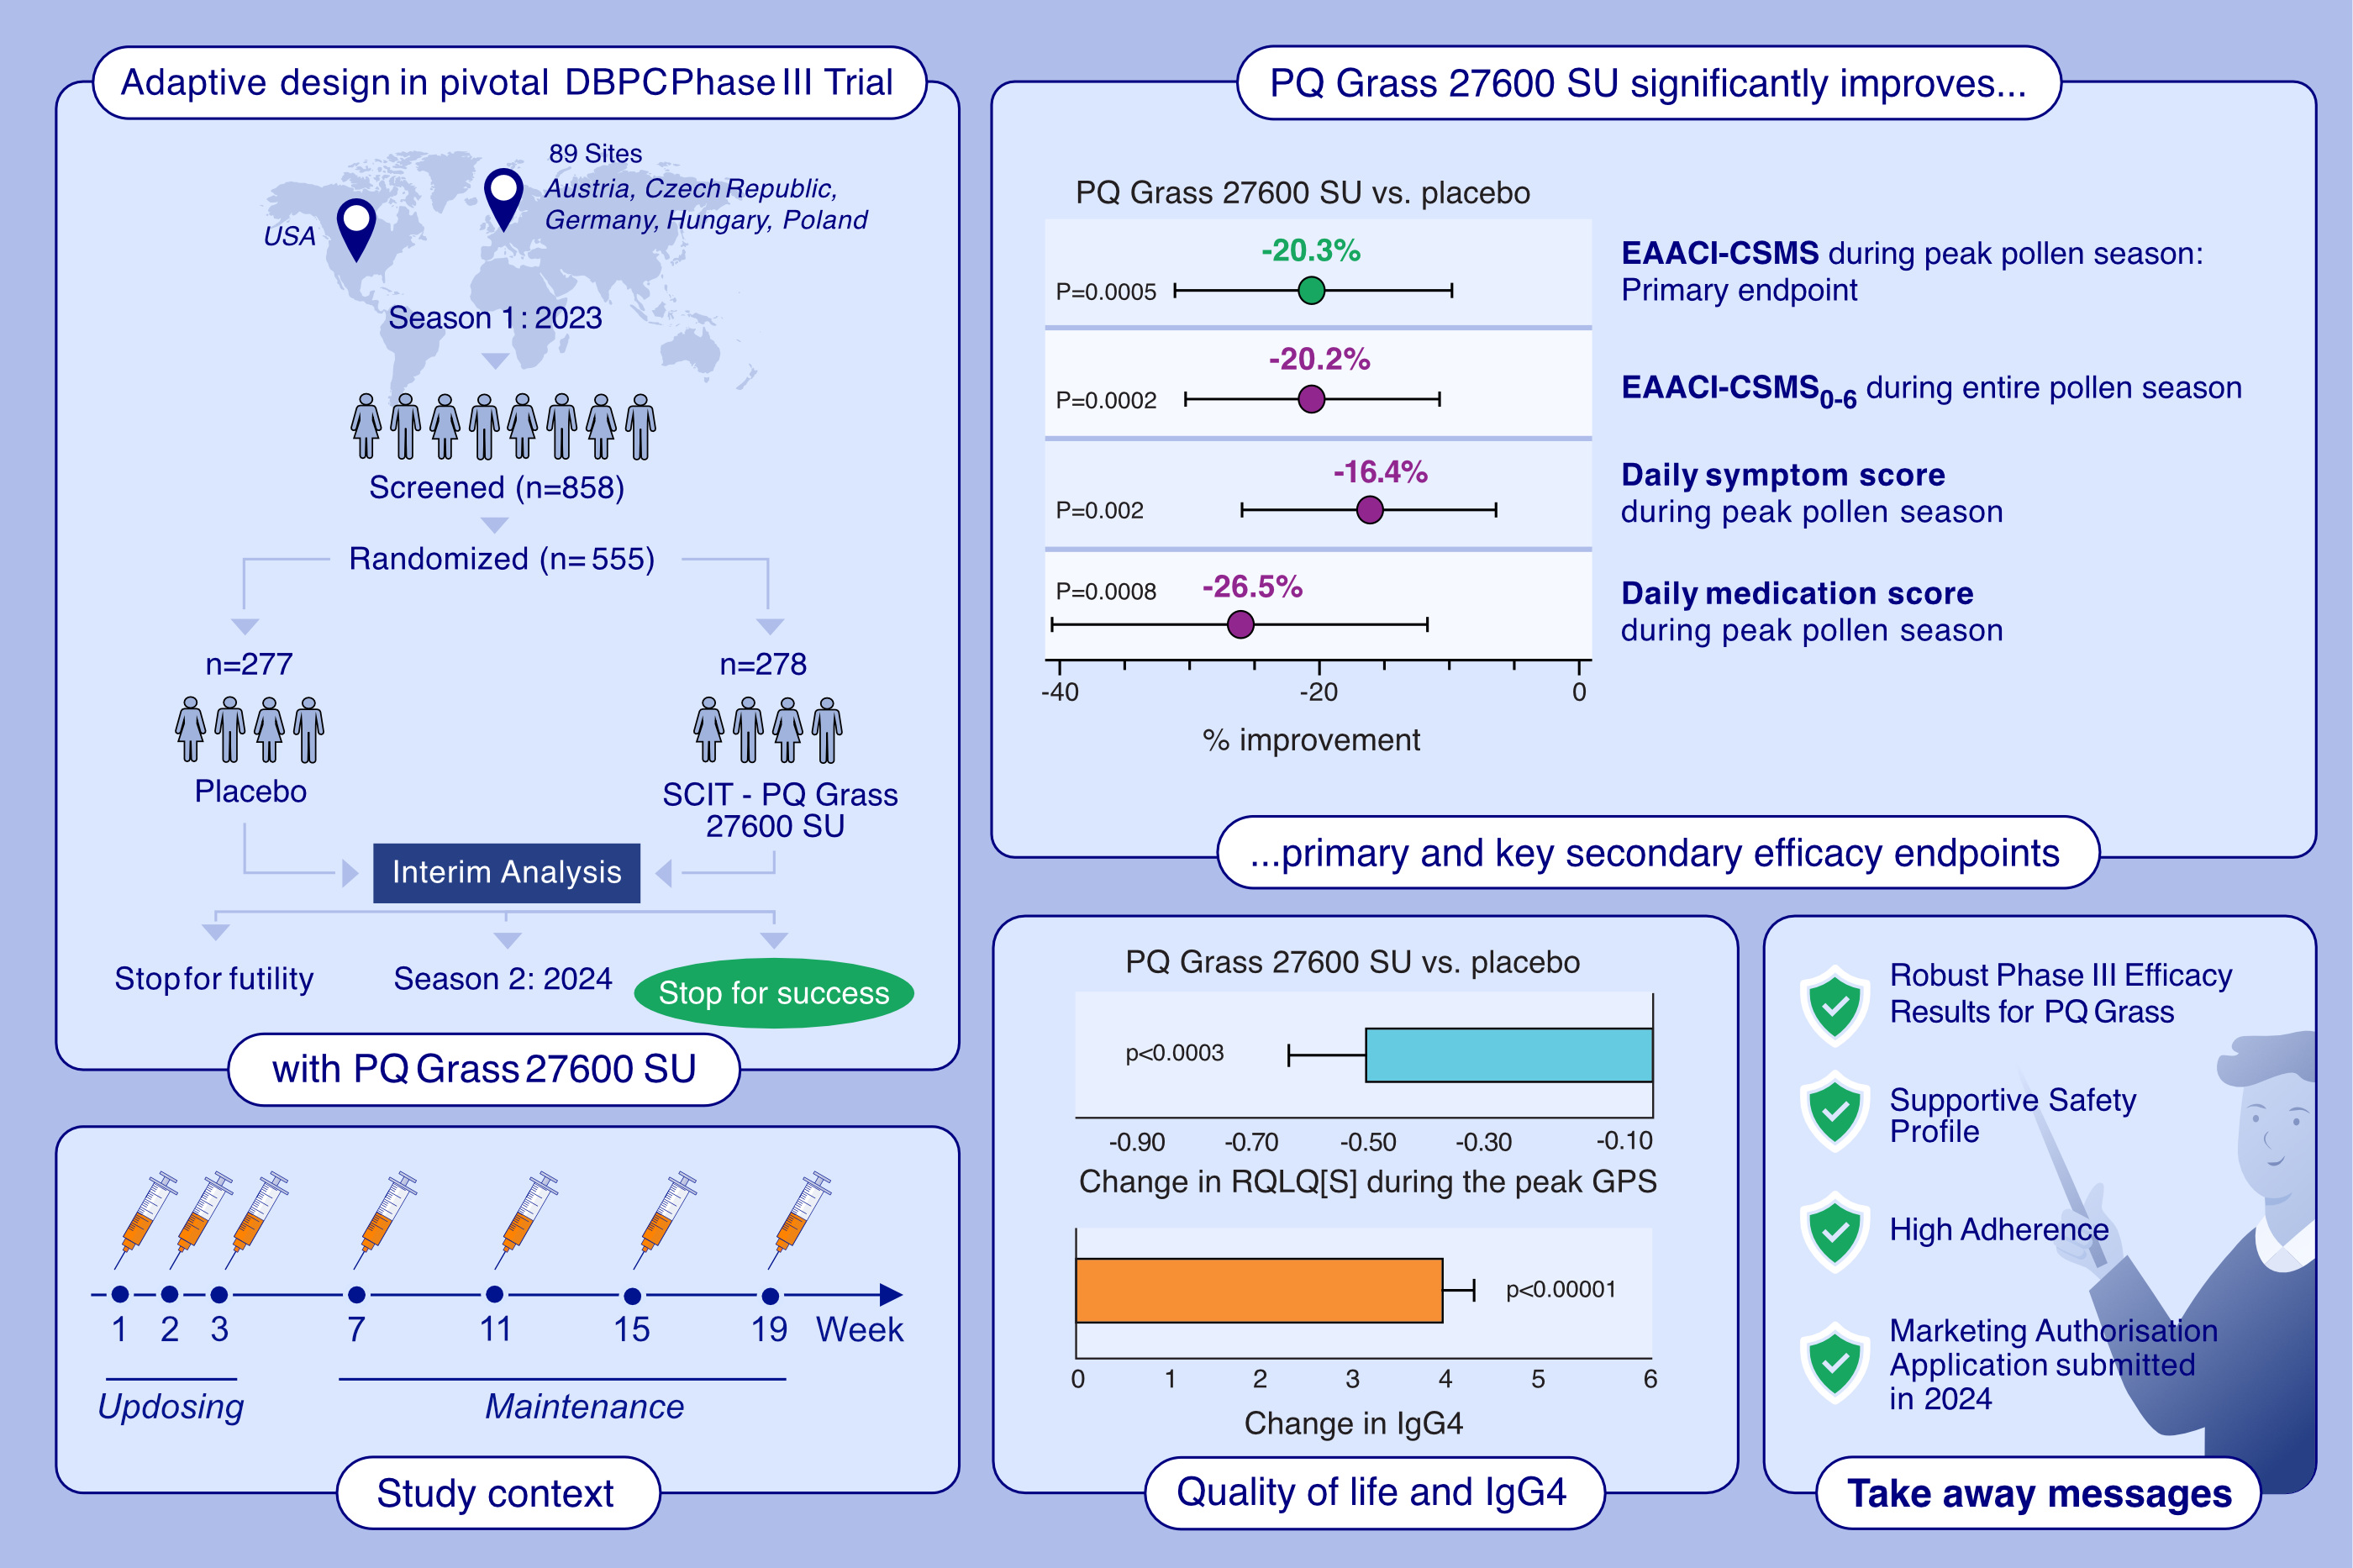 Adaptive design in pivotal DBPC Phase III Trial
89 Sites
Austria, Czech Republic,
Germany, Hungary, Poland
USA
Season 1: 2023
Screened (n=858)
Randomized (n=555)
n=277
n=278
Placebo
SCIT - PQ Grass
27600 SU
Interim Analysis
Stop for futility
Season 2: 2024
Stop for success
with PQ Grass 27600 SU
1
2
3
7
11
15
19
Week
Updosing
Maintenance
Study context
PQ Grass 27600 SU significantly improves...
PQ Grass 27600 SU vs. placebo
-20.3%
P=0.0005
EAACI-CSMS during peak pollen season:
Primary endpoint
-20.2%
P=0.0002
EAACI-CSMS0-6 during entire pollen season
-16.4%
P=0.002
Daily symptom score
during peak pollen season
-26.5%
P=0.0008
Daily medication score
during peak pollen season
-40
-20
0
% improvement
...primary and key secondary efficacy endpoints
PQ Grass 27600 SU vs. placebo
p<0.0003
-0.90
-0.70
-0.50
-0.30
-0.10
Change in RQLQ[S] during the peak GPS
p<0.00001
0
1
2
3
4
5
6
Change in IgG4
Quality of life and IgG4
Robust Phase III Efficacy
Results for PQ Grass
Supportive Safety
Profile
High Adherence
Marketing Authorisation
Application submitted
in 2024
Take away messages